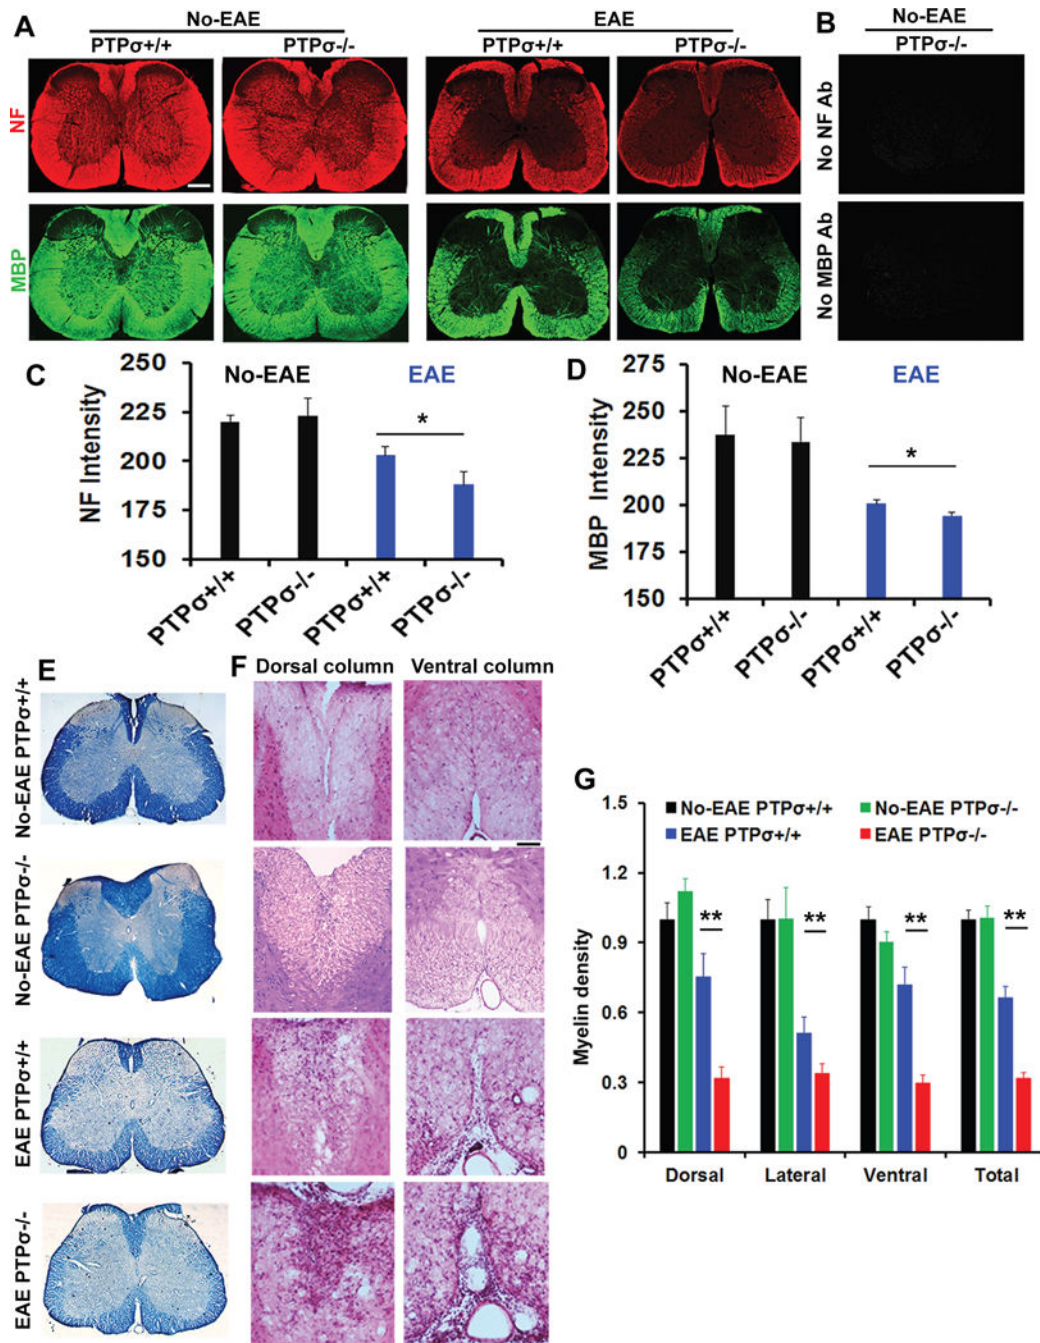 A
No-EAE
EAE
B
No-EAE
PTPσ+/+
PTPσ-/-
PTPσ+/+
PTPσ-/-
PTPσ-/-
NF
No NF Ab
MBP
No MBP Ab
C
250
225
200
175
150
NF Intensity
No-EAE
EAE
*
PTPσ+/+
PTPσ-/-
PTPσ+/+
PTPσ-/-
D
275
250
225
200
175
150
MBP Intensity
No-EAE
EAE
*
PTPσ+/+
PTPσ-/-
PTPσ+/+
PTPσ-/-
E
No-EAE PTPσ+/+
No-EAE PTPσ-/-
EAE PTPσ+/+
EAE PTPσ-/-
F
Dorsal column
Ventral column
G
1.5
1.2
0.9
0.6
0.3
0
Myelin density
No-EAE PTPσ+/+
No-EAE PTPσ-/-
EAE PTPσ+/+
EAE PTPσ-/-
**
**
**
**
Dorsal
Lateral
Ventral
Total